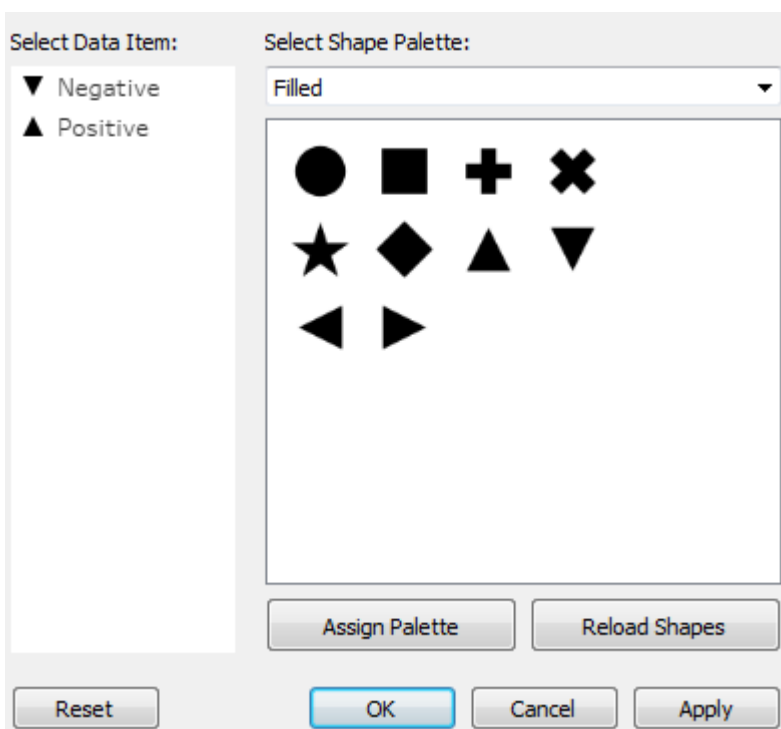 Select Data Item:
Select Shape Palette:
Negative
Positive
Filled
Assign Palette
Reload Shapes
Reset
OK
Cancel
Apply